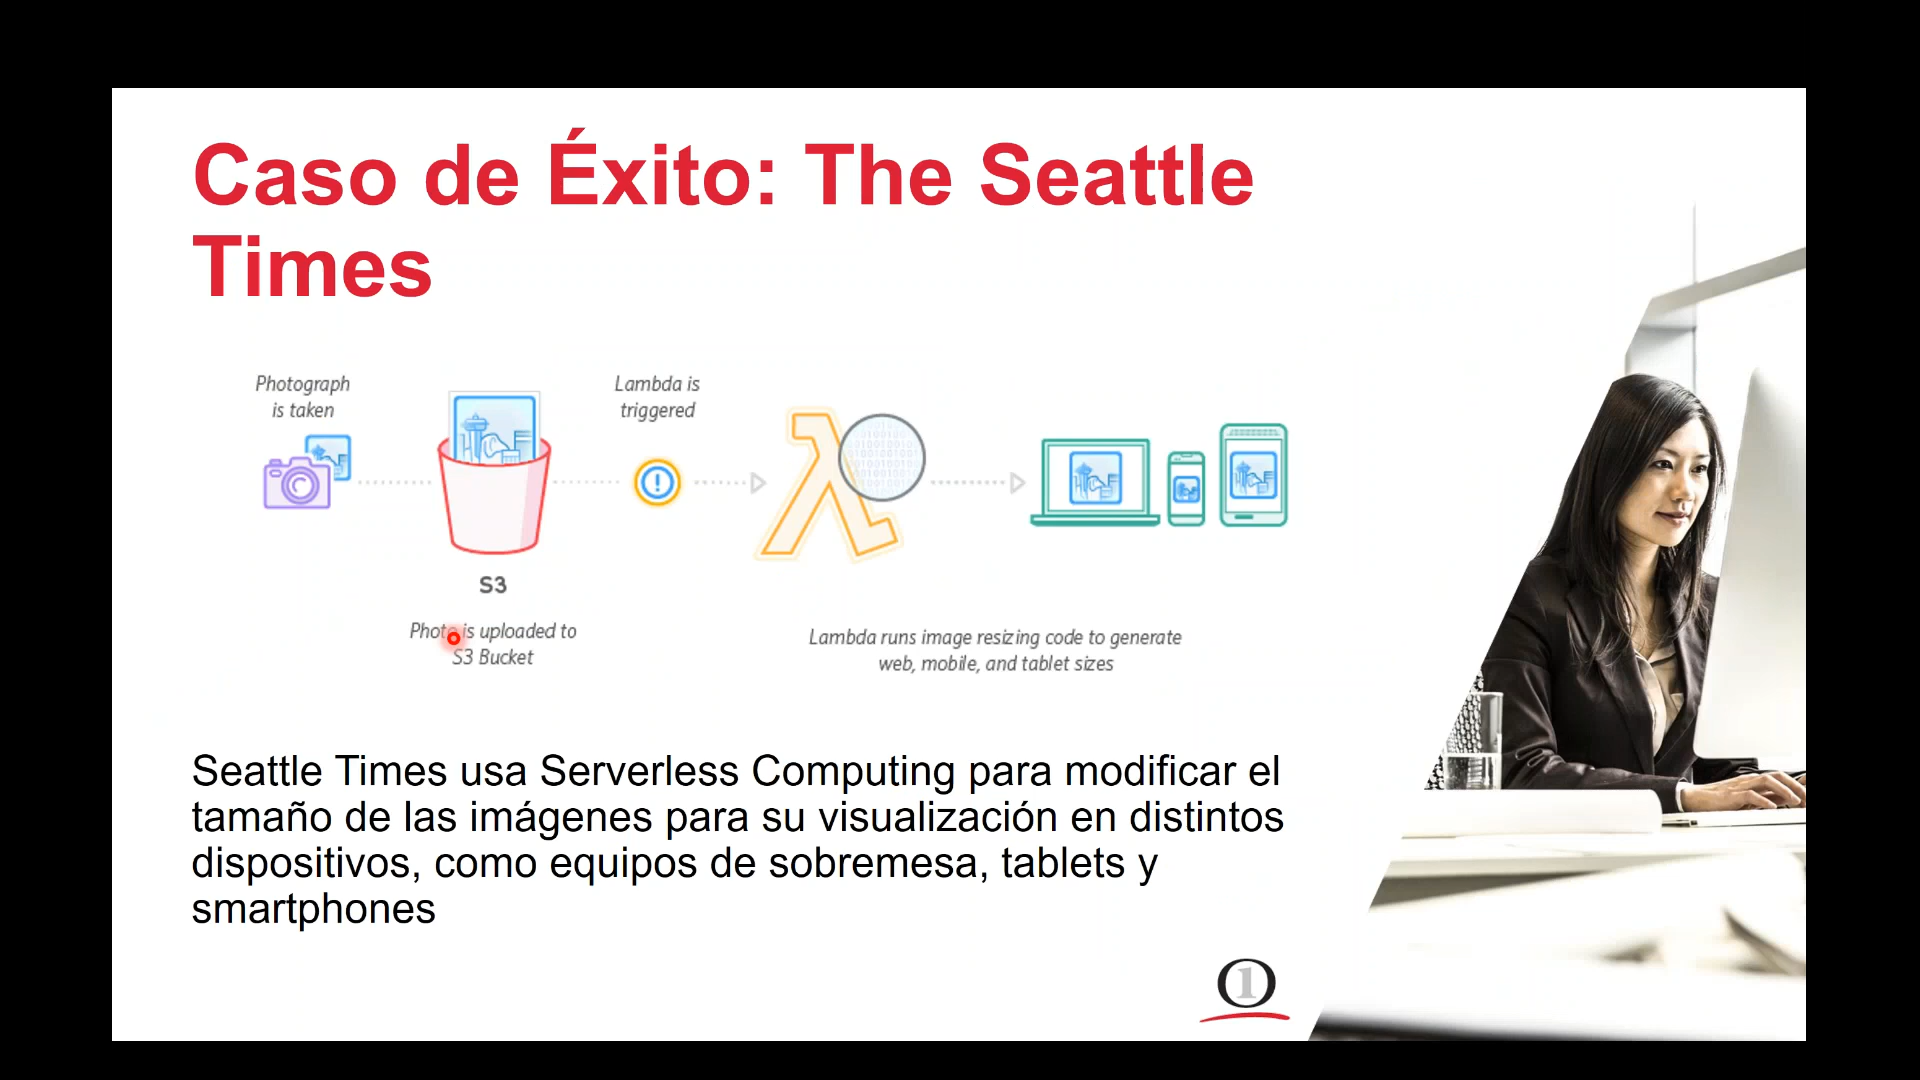 Caso de Éxito: The Seattle
Times
Photograph
is taken
Lambda is
triggered
S3
Photo is uploaded to
S3 Bucket
Lambda runs image resizing code to generate
web, mobile, and tablet sizes
Seattle Times usa Serverless Computing para modificar el
tamaño de las imágenes para su visualización en distintos
dispositivos, como equipos de sobremesa, tablets y
smartphones